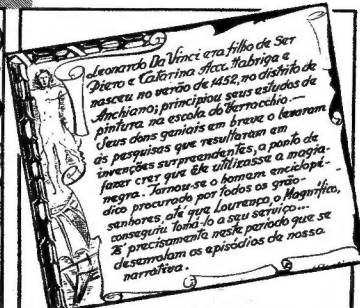 Leonardo Da Vinci era filho de Ser
Piero e Catarina Acc. Habriga e
nasceu no verão de 1452, no distrito de
Anchiano; principiou seus estudos de
pintura na escola do Verrocchio.—
Seus dons geniais em breve o levaram
às pesquisas que resultaram em
invenções surpreendentes, a ponto de
fazer crer que êle utilizasse a magia-
negra. Tornou-se o homem enciclopé-
dico procurado por todos os grão-
senhores, até que Lourenço, o Magnífico,
conseguiu tomá-lo a seu serviço...
E' precisamente neste período que se
desenrolam os episódios de nossa
narrativa.